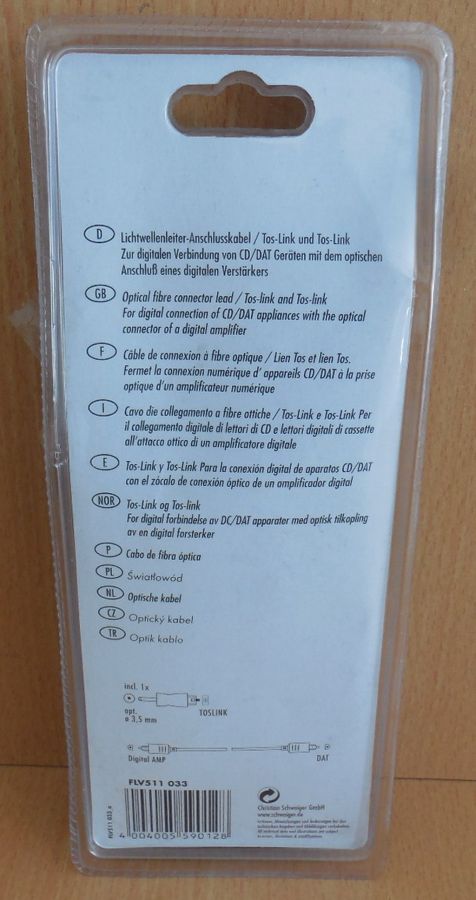 D Lichtwellenleiter-Anschlusskabel / Tos-Link und Tos-Link
Zur digitalen Verbindung von CD/DAT Geräten mit dem optischen
Anschluß eines digitalen Verstärkers
GB Optical fibre connector lead / Tos-link and Tos-link
For digital connection of CD/DAT appliances with the optical
connector of a digital amplifier
F Câble de connexion à fibre optique / Lien Tos et lien Tos.
Fermet la connexion numérique d' appareils CD/DAT à la prise
optique d'un amplificateur numérique
I Cavo die collegamento a fibre ottiche / Tos-Link e Tos-Link Per
il collegamento digitale di lettori di CD e lettori digitali di cassette
all'attacco ottico di un amplificatore digitale
E Tos-Link y Tos-Link Para la conexión digital de aparatos CD/DAT
con el zócalo de conexión óptico de un amplificador digital
NOR Tos-Link og Tos-link
For digital forbindelse av DC/DAT apparater med optisk tilkopling
av en digital forsterker
P Cabo de fibra óptica
PL Światłowód
NL Optische kabel
CZ Optický kabel
TR Optik kablo
incl. 1x
opt.
ø 3,5 mm
TOSLINK
Digital AMP
DAT
FLV511 033
4 004005 590128
Christian Schwaiger GmbH
www.schwaiger.de